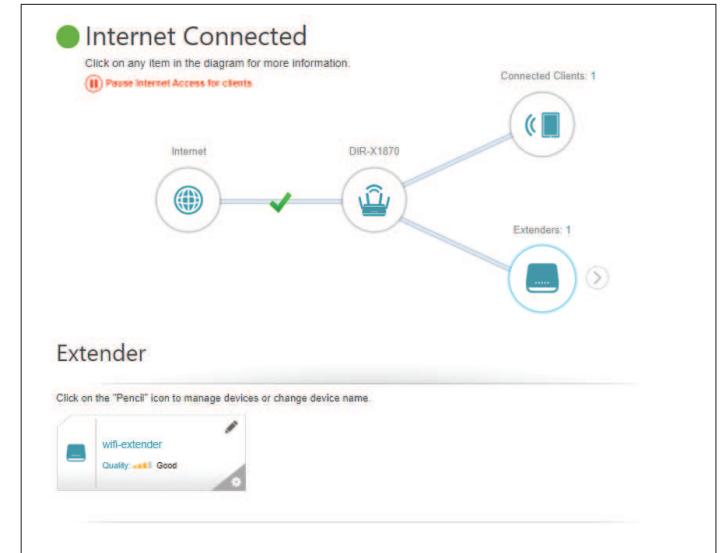 Internet Connected
Click on any item in the diagram for more information.
Pause Internet Access for clients
Connected Clients: 1
Internet
DIR-X1870
Extenders: 1
Extender
Click on the "Pencil" icon to manage devices or change device name.
wifi-extender
Quality: Good